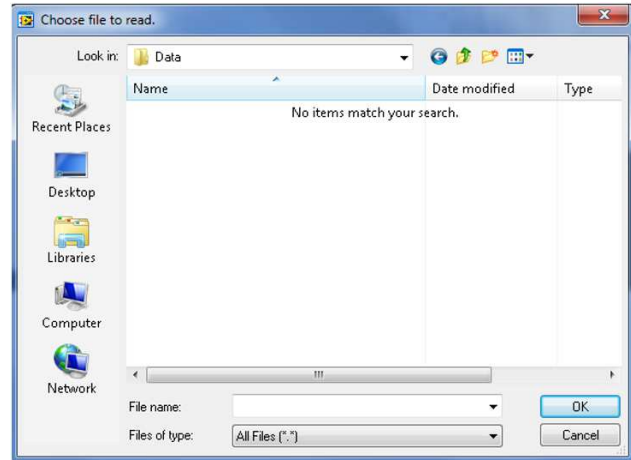 Choose file to read.
Look in:
Data
Name
Date modified
Type
No items match your search.
Recent Places
Desktop
Libraries
Computer
Network
File name:
OK
Files of type:
All Files (*.*)
Cancel